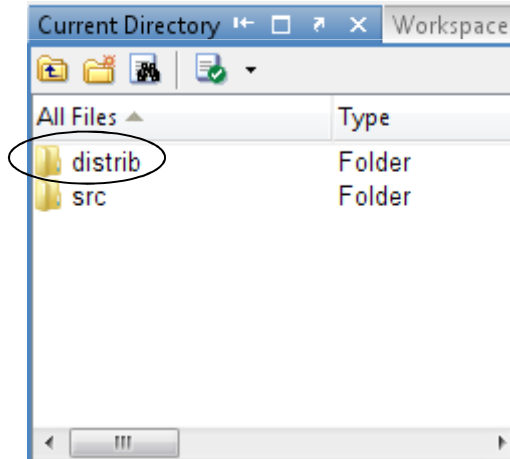 Current Directory Workspace
All Files Type
distrib Folder
src Folder